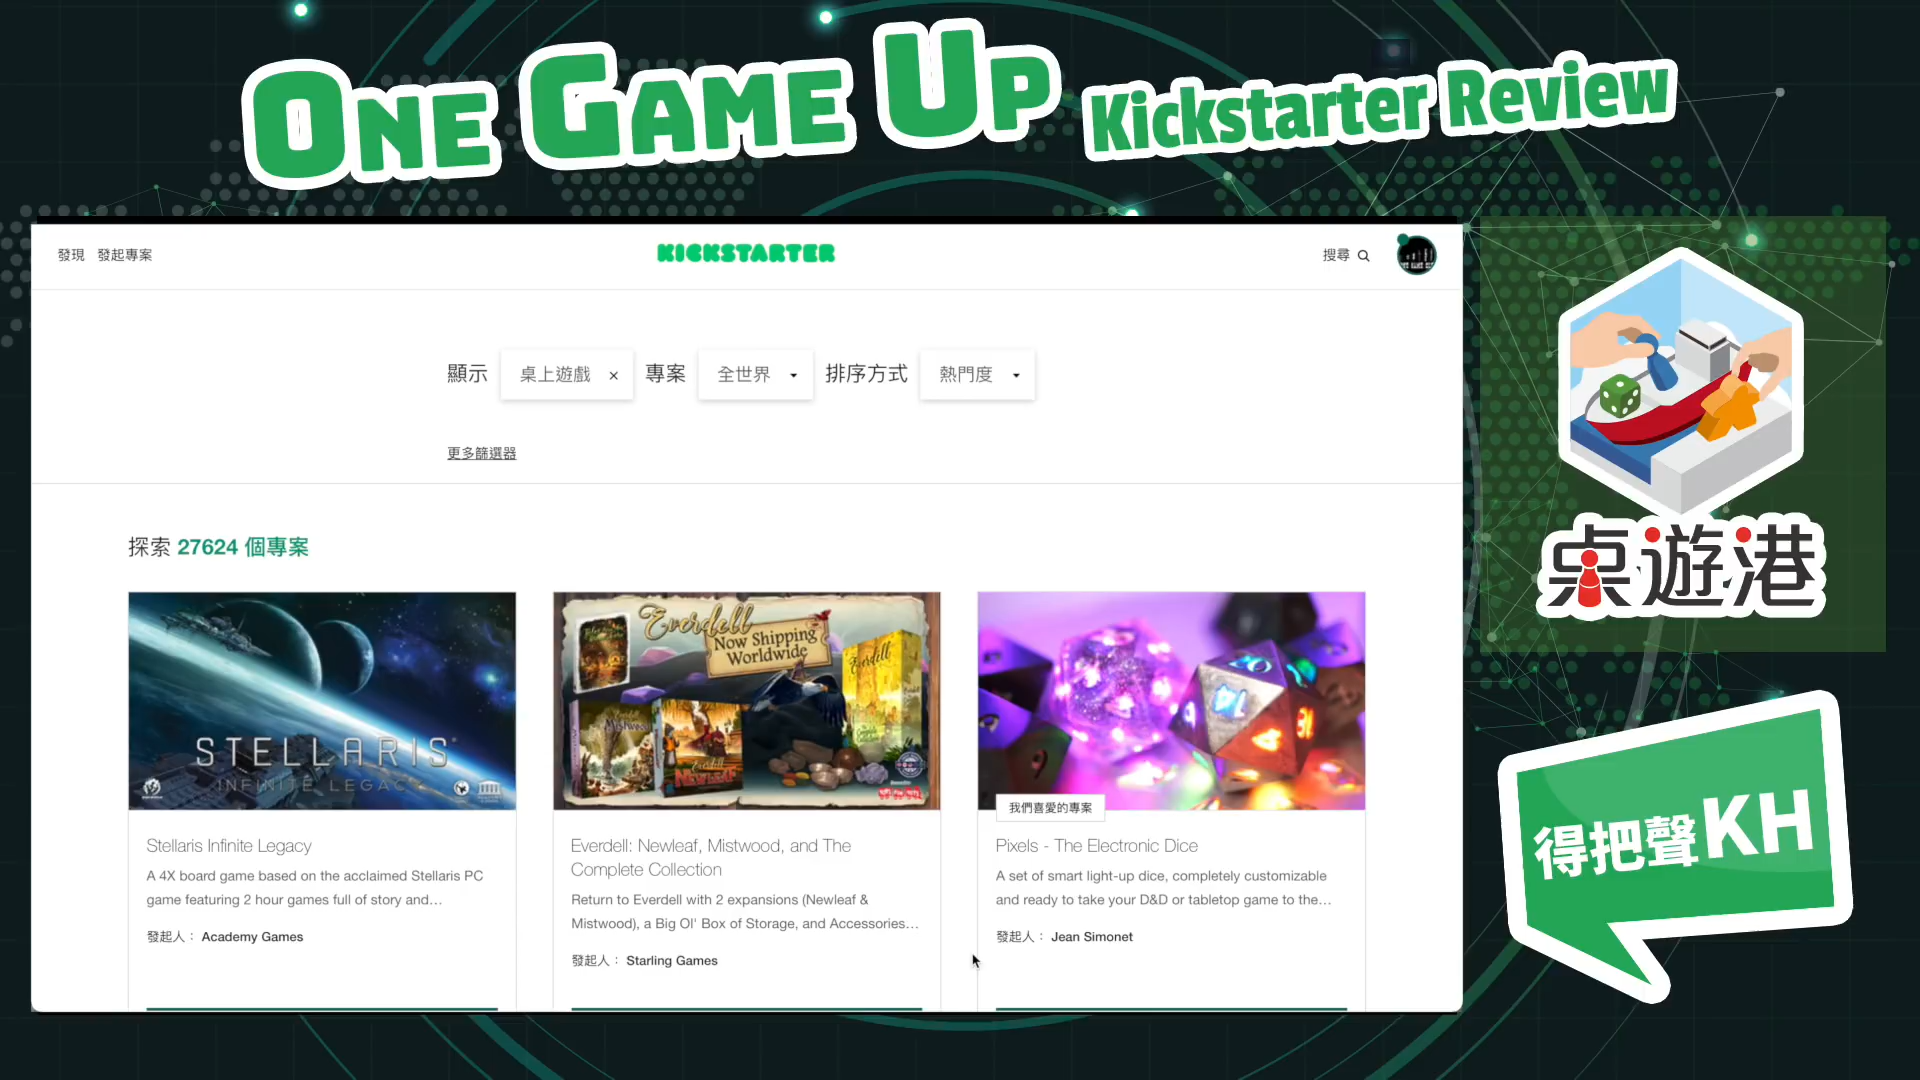 ONE GAME UP Kickstarter Review
發現 發起專案
KICKSTARTER
搜尋
顯示 桌上遊戲 × 專案 全世界 排序方式 熱門度
更多篩選器
探索 27624 個專案
STELLARIS
INFINITE LEGACY
Everdell
Now Shipping
Worldwide
Everdell
Mistwood
Everdell
NEWLEAF
我們喜愛的專案
Stellaris Infinite Legacy
A 4X board game based on the acclaimed Stellaris PC
game featuring 2 hour games full of story and…
發起人： Academy Games
Everdell: Newleaf, Mistwood, and The
Complete Collection
Return to Everdell with 2 expansions (Newleaf &
Mistwood), a Big Ol' Box of Storage, and Accessories…
發起人： Starling Games
Pixels - The Electronic Dice
A set of smart light-up dice, completely customizable
and ready to take your D&D or tabletop game to the…
發起人： Jean Simonet
桌遊港
得把聲KH